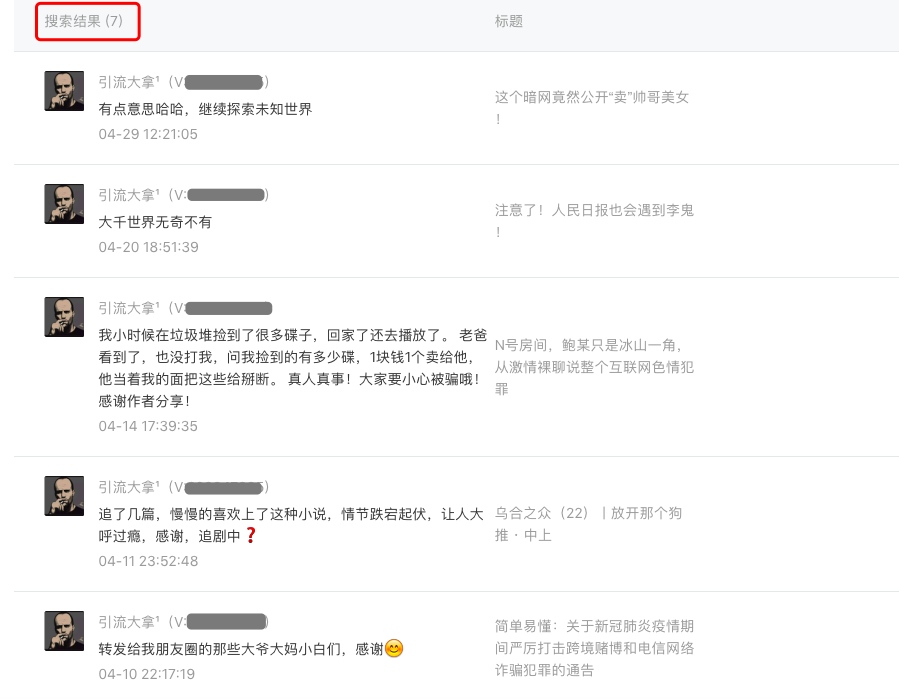 搜索结果 (7)
标题
引流大拿¹（V:
有点意思哈哈，继续探索未知世界
04-29 12:21:05
这个暗网竟然公开“卖”帅哥美女
！
引流大拿¹（V:
大千世界无奇不有
04-20 18:51:39
注意了！人民日报也会遇到李鬼
！
引流大拿¹（V:
我小时候在垃圾堆捡到了很多碟子，回家了还去播放了。 老爸
看到了，也没打我，问我捡到的有多少碟，1块钱1个卖给他，
他当着我的面把这些给掰断。 真人真事！大家要小心被骗哦！
感谢作者分享！
04-14 17:39:35
N号房间，鲍某只是冰山一角，
从激情裸聊说整个互联网色情犯
罪
引流大拿¹（V:
追了几篇，慢慢的喜欢上了这种小说，情节跌宕起伏，让人大
呼过瘾，感谢，追剧中❓
04-11 23:52:48
乌合之众（22）丨放开那个狗
推 · 中上
引流大拿¹（V:
转发给我朋友圈的那些大爷大妈小白们，感谢😊
04-10 22:17:19
简单易懂：关于新冠肺炎疫情期
间严厉打击跨境赌博和电信网络
诈骗犯罪的通告